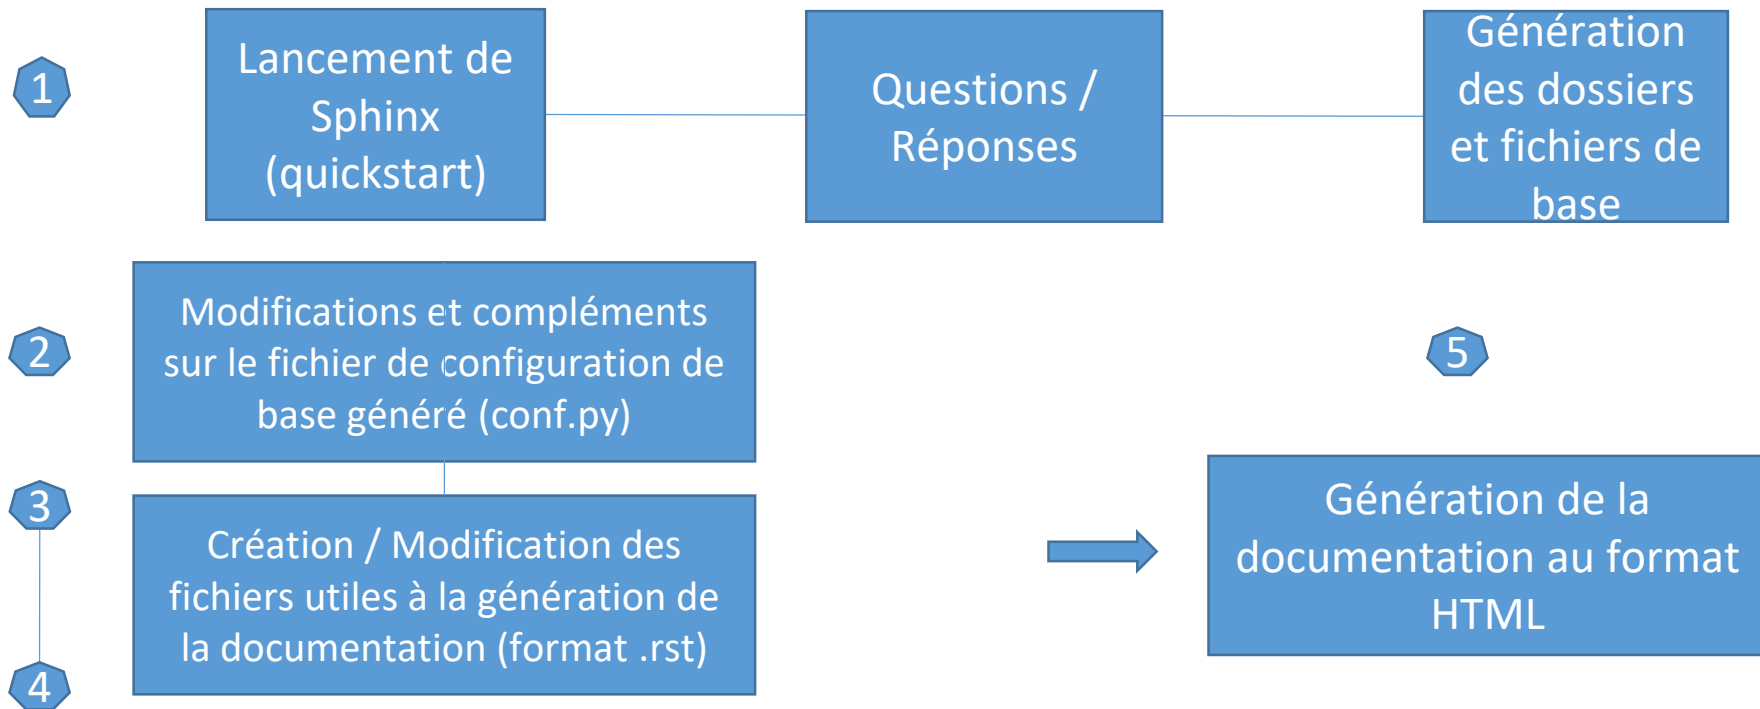 1
Lancement de
Sphinx
(quickstart)
Questions /
Réponses
Génération
des dossiers
et fichiers de
base
2
Modifications et compléments
sur le fichier de configuration de
base généré (conf.py)
5
3
Création / Modification des
fichiers utiles à la génération de
la documentation (format .rst)
4
Génération de la
documentation au format
HTML